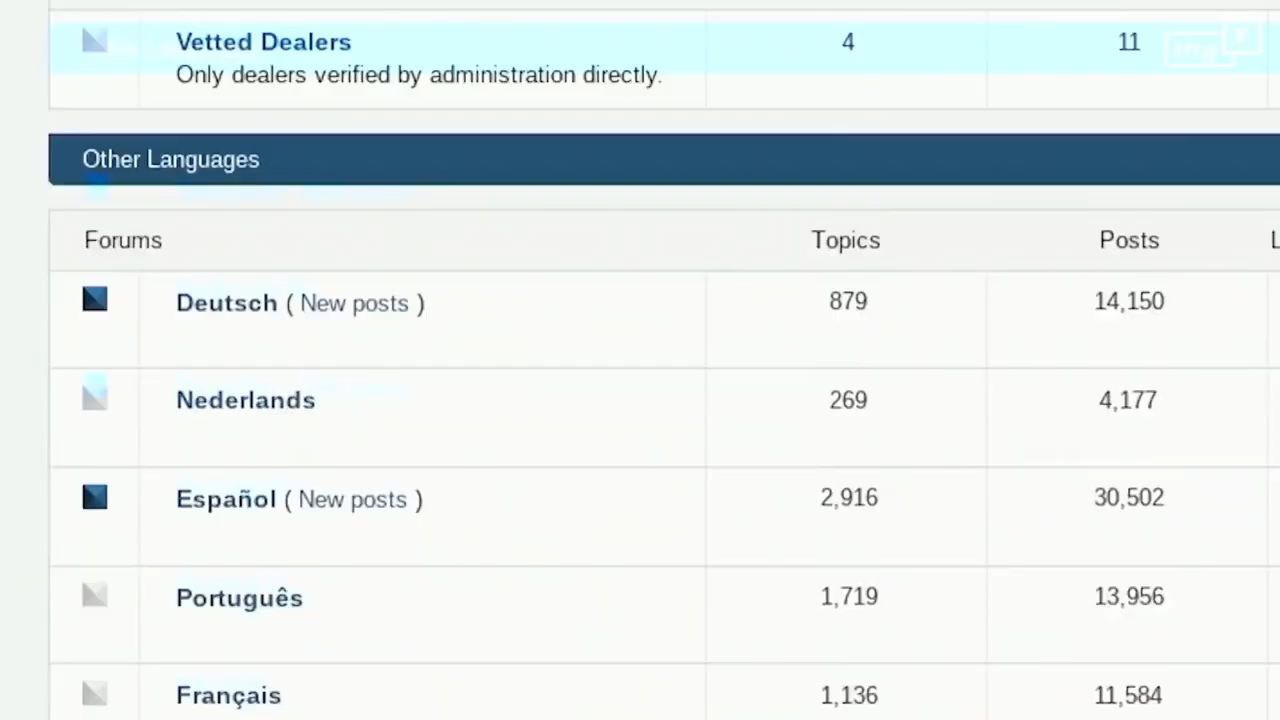 Vetted Dealers 4 11
Only dealers verified by administration directly.
Other Languages
Forums Topics Posts
Deutsch ( New posts ) 879 14,150
Nederlands 269 4,177
Español ( New posts ) 2,916 30,502
Português 1,719 13,956
Français 1,136 11,584